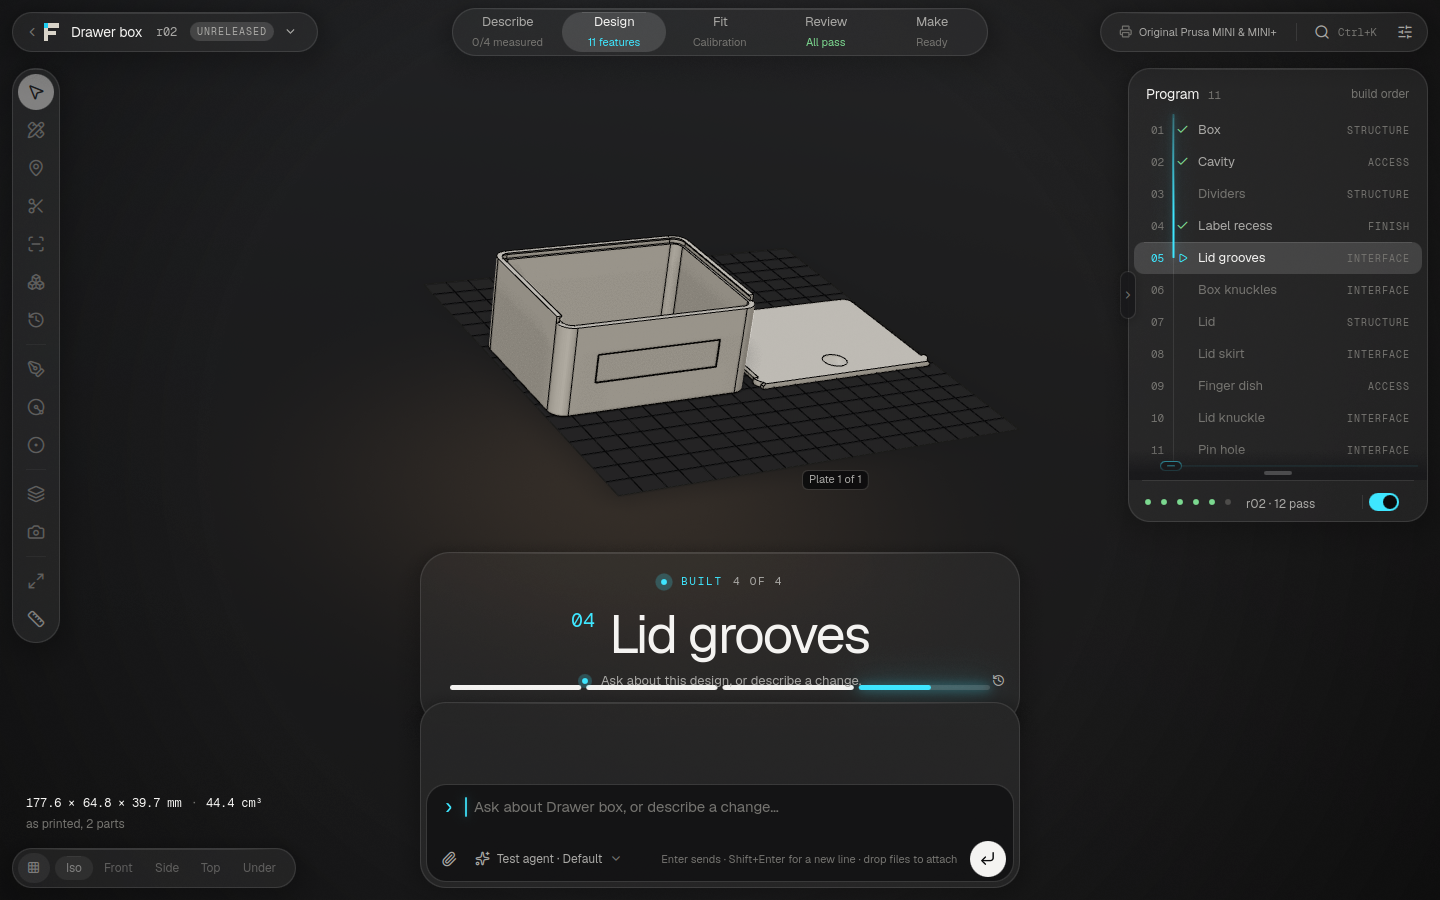 Drawer box r02 UNRELEASED
Describe
0/4 measured
Design
11 features
Fit
Calibration
Review
All pass
Make
Ready
Original Prusa MINI & MINI+
Ctrl+K
Program 11 build order
01 Box STRUCTURE
02 Cavity ACCESS
03 Dividers STRUCTURE
04 Label recess FINISH
05 Lid grooves INTERFACE
06 Box knuckles INTERFACE
07 Lid STRUCTURE
08 Lid skirt INTERFACE
09 Finger dish ACCESS
10 Lid knuckle INTERFACE
11 Pin hole INTERFACE
r02 · 12 pass
Plate 1 of 1
BUILT 4 OF 4
04 Lid grooves
Ask about this design, or describe a change.
Ask about Drawer box, or describe a change…
Test agent · Default
Enter sends · Shift+Enter for a new line · drop files to attach
177.6 × 64.8 × 39.7 mm · 44.4 cm³
as printed, 2 parts
Iso Front Side Top Under